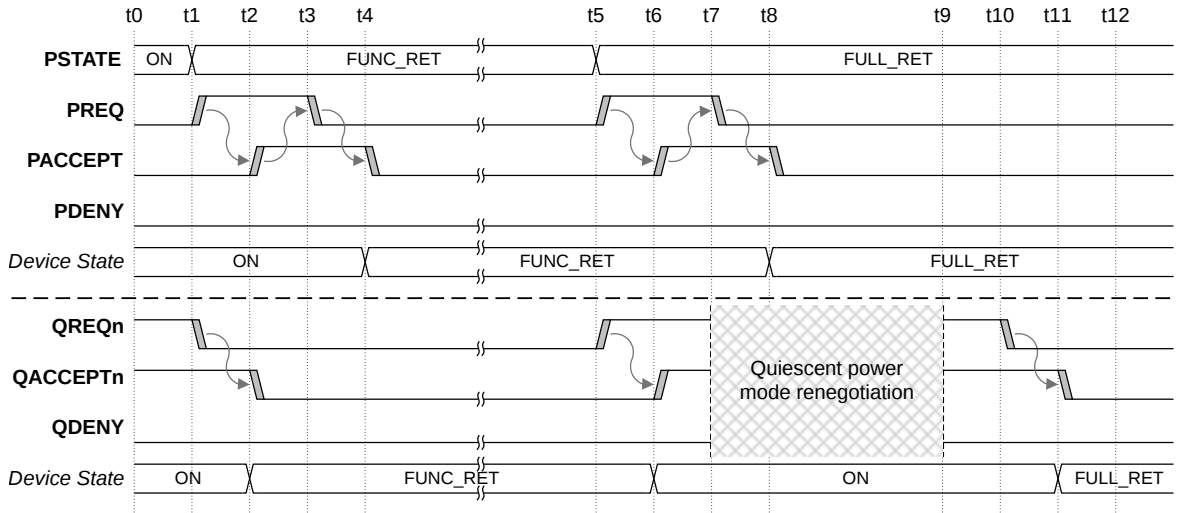 t0 t1 t2 t3 t4 t5 t6 t7 t8 t9 t10 t11 t12
PSTATE ON FUNC_RET FULL_RET
PREQ
PACCEPT
PDENY
Device State ON FUNC_RET FULL_RET
QREQn
QACCEPTn
Quiescent power
mode renegotiation
QDENY
Device State ON FUNC_RET ON FULL_RET